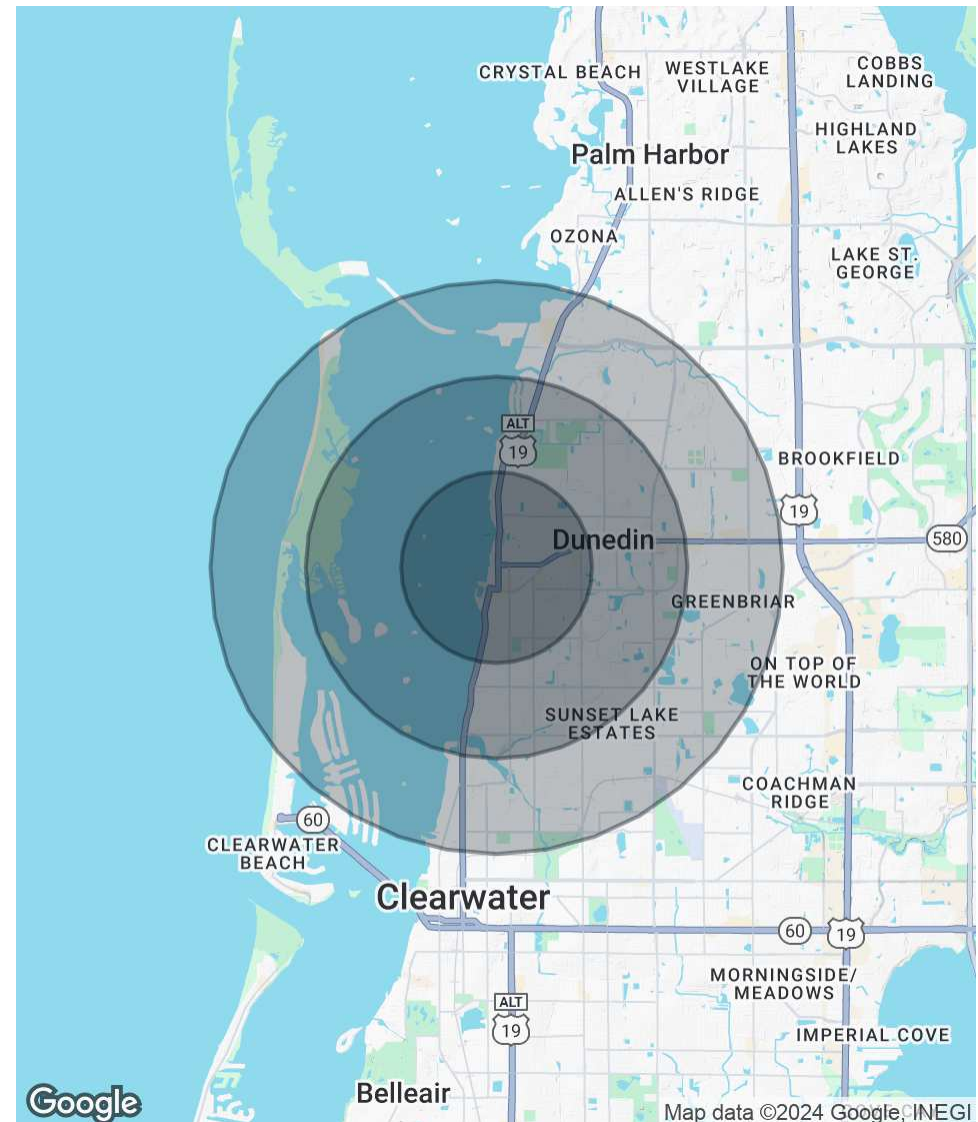 CRYSTAL BEACH
WESTLAKE
VILLAGE
COBBS
LANDING
HIGHLAND
LAKES
Palm Harbor
ALLEN'S RIDGE
OZONA
LAKE ST.
GEORGE
ALT
19
BROOKFIELD
19
580
Dunedin
GREENBRIAR
ON TOP OF
THE WORLD
SUNSET LAKE
ESTATES
COACHMAN
RIDGE
60
CLEARWATER
BEACH
Clearwater
60
19
MORNINGSIDE/
MEADOWS
ALT
19
IMPERIAL COVE
Belleair
Google
Map data ©2024 Google, INEGI